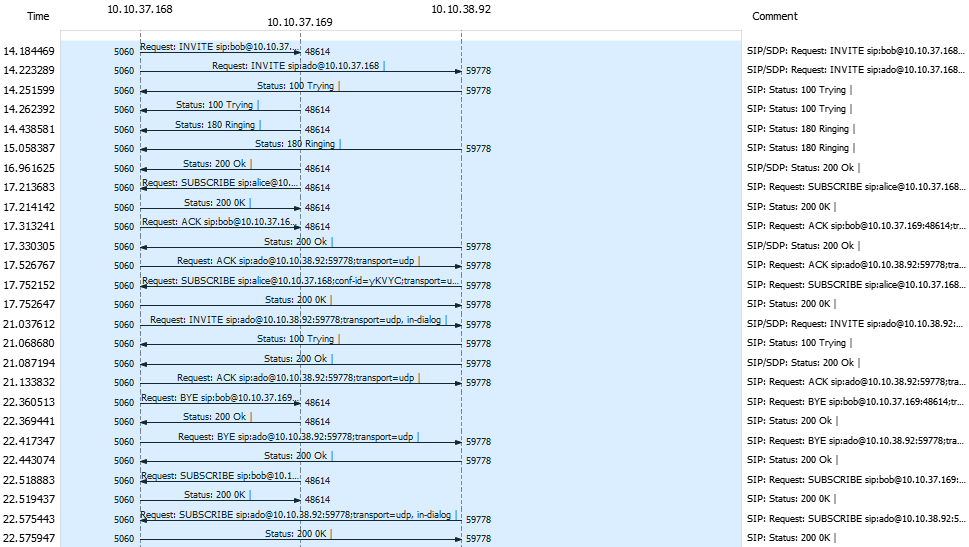 Time 10.10.37.168 10.10.37.169 10.10.38.92 Comment
14.184469 5060 Request: INVITE sip:bob@10.10.37.... 48614 SIP/SDP: Request: INVITE sip:bob@10.10.37.168...
14.223289 5060 Request: INVITE sip:ado@10.10.37.168 | 59778 SIP/SDP: Request: INVITE sip:ado@10.10.37.168...
14.251599 5060 Status: 100 Trying | 59778 SIP: Status: 100 Trying |
14.262392 5060 Status: 100 Trying | 48614 SIP: Status: 100 Trying |
14.438581 5060 Status: 180 Ringing | 48614 SIP: Status: 180 Ringing |
15.058387 5060 Status: 180 Ringing | 59778 SIP: Status: 180 Ringing |
16.961625 5060 Status: 200 Ok | 48614 SIP/SDP: Status: 200 Ok |
17.213683 5060 Request: SUBSCRIBE sip:alice@10.... 48614 SIP: Request: SUBSCRIBE sip:alice@10.10.37.168...
17.214142 5060 Status: 200 0K | 48614 SIP: Status: 200 0K |
17.313241 5060 Request: ACK sip:bob@10.10.37.16... 48614 SIP: Request: ACK sip:bob@10.10.37.169:48614;tr...
17.330305 5060 Status: 200 Ok | 59778 SIP/SDP: Status: 200 Ok |
17.526767 5060 Request: ACK sip:ado@10.10.38.92:59778;transport=udp | 59778 SIP: Request: ACK sip:ado@10.10.38.92:59778;tra...
17.752152 5060 Request: SUBSCRIBE sip:alice@10.10.37.168;conf-id=yKVYC;transport=u... 59778 SIP: Request: SUBSCRIBE sip:alice@10.10.37.168...
17.752647 5060 Status: 200 0K | 59778 SIP: Status: 200 0K |
21.037612 5060 Request: INVITE sip:ado@10.10.38.92:59778;transport=udp, in-dialog | 59778 SIP/SDP: Request: INVITE sip:ado@10.10.38.92:...
21.068680 5060 Status: 100 Trying | 59778 SIP: Status: 100 Trying |
21.087194 5060 Status: 200 Ok | 59778 SIP/SDP: Status: 200 Ok |
21.133832 5060 Request: ACK sip:ado@10.10.38.92:59778;transport=udp | 59778 SIP: Request: ACK sip:ado@10.10.38.92:59778;tra...
22.360513 5060 Request: BYE sip:bob@10.10.37.169... 48614 SIP: Request: BYE sip:bob@10.10.37.169:48614;tr...
22.369441 5060 Status: 200 Ok | 48614 SIP: Status: 200 Ok |
22.417347 5060 Request: BYE sip:ado@10.10.38.92:59778;transport=udp | 59778 SIP: Request: BYE sip:ado@10.10.38.92:59778;tra...
22.443074 5060 Status: 200 Ok | 59778 SIP: Status: 200 Ok |
22.518883 5060 Request: SUBSCRIBE sip:bob@10.1... 48614 SIP: Request: SUBSCRIBE sip:bob@10.10.37.169:...
22.519437 5060 Status: 200 0K | 48614 SIP: Status: 200 0K |
22.575443 5060 Request: SUBSCRIBE sip:ado@10.10.38.92:59778;transport=udp, in-dialog | 59778 SIP: Request: SUBSCRIBE sip:ado@10.10.38.92:5...
22.575947 5060 Status: 200 0K | 59778 SIP: Status: 200 0K |